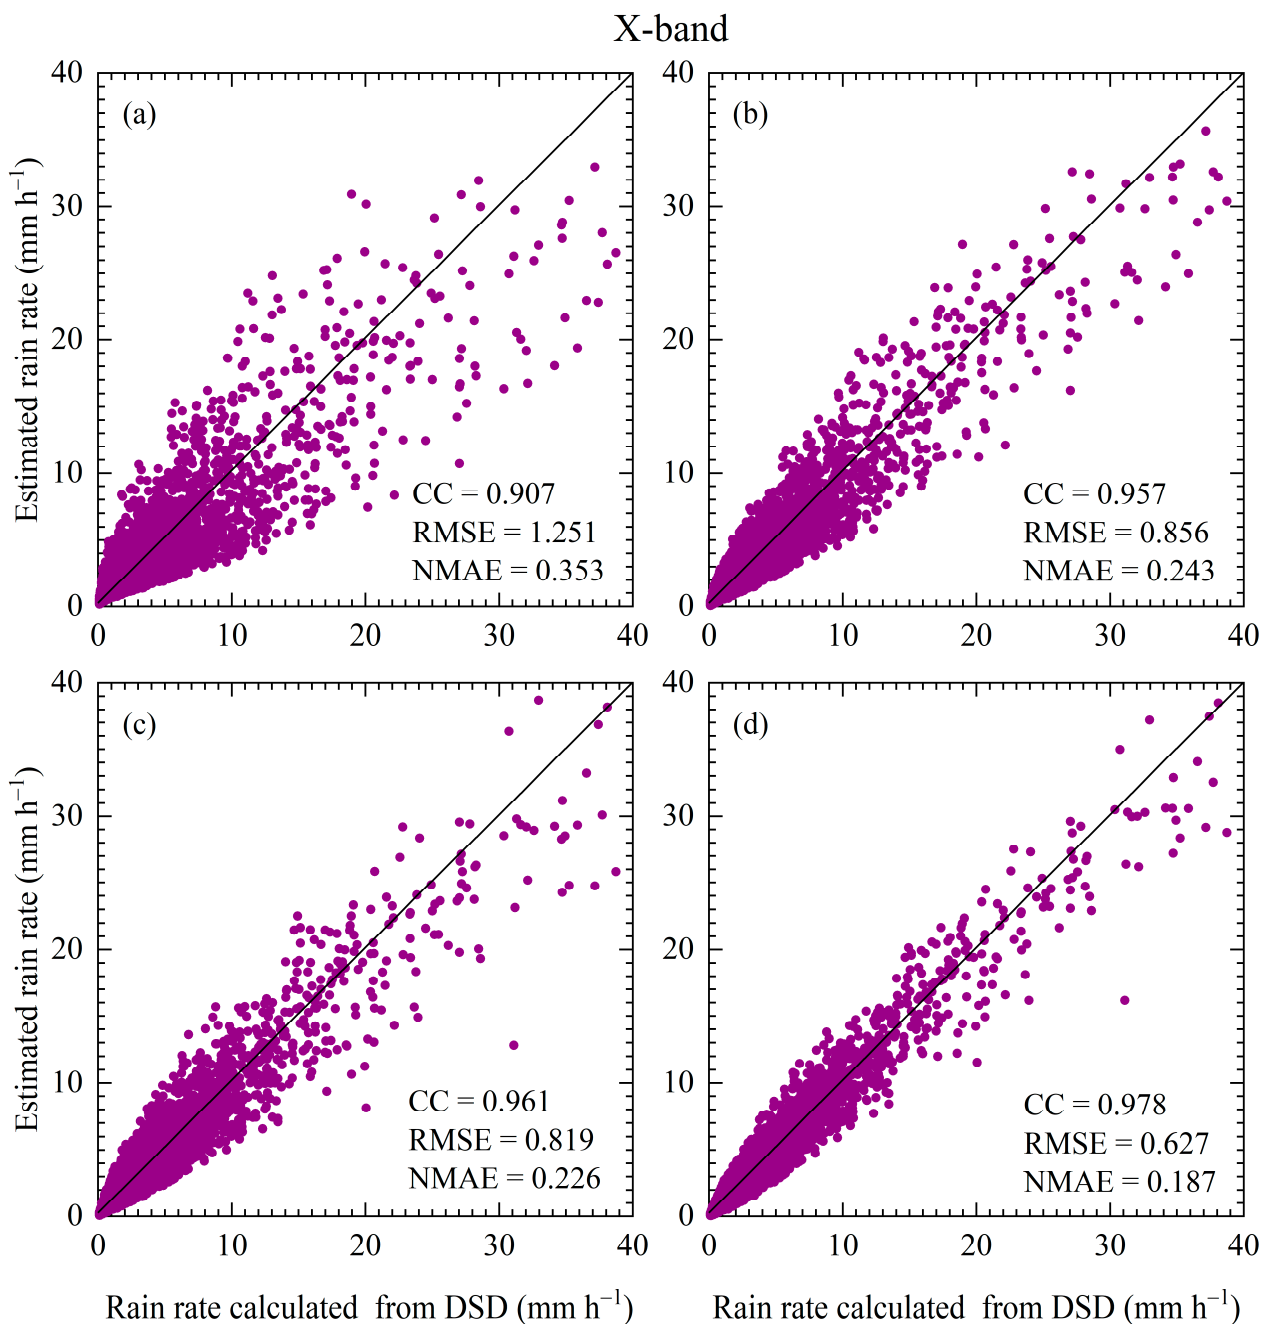 X-band
(a)
CC = 0.907
RMSE = 1.251
NMAE = 0.353
40
30
20
10
0
0 10 20 30 40
Estimated rain rate (mm h⁻¹)
(b)
CC = 0.957
RMSE = 0.856
NMAE = 0.243
40
30
20
10
0
0 10 20 30 40
(c)
CC = 0.961
RMSE = 0.819
NMAE = 0.226
40
30
20
10
0
0 10 20 30 40
Estimated rain rate (mm h⁻¹)
Rain rate calculated from DSD (mm h⁻¹)
(d)
CC = 0.978
RMSE = 0.627
NMAE = 0.187
40
30
20
10
0
0 10 20 30 40
Rain rate calculated from DSD (mm h⁻¹)